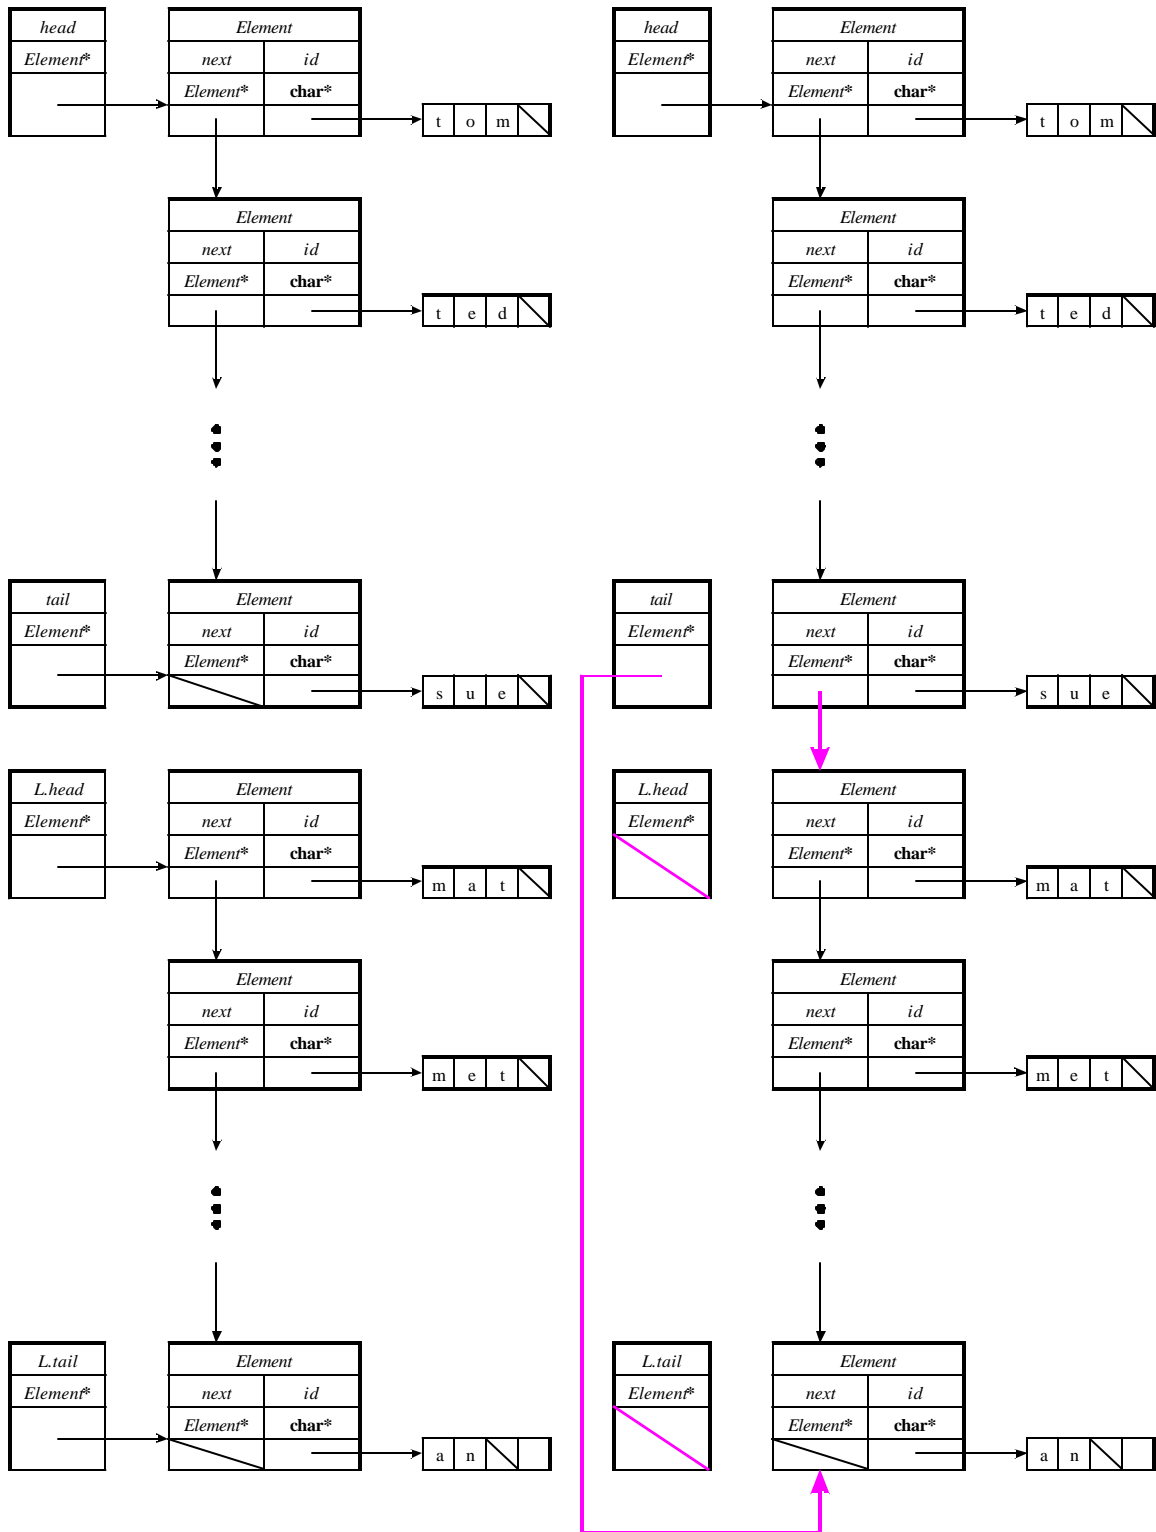 head Element head Element
Element* next id Element* next id
Element* char* Element* char*
t o m t o m
Element Element
next id next id
Element* char* Element* char*
t e d t e d
tail Element tail Element
Element* next id Element* next id
Element* char* Element* char*
s u e s u e
L.head Element L.head Element
Element* next id Element* next id
Element* char* Element* char*
m a t m a t
Element Element
next id next id
Element* char* Element* char*
m e t m e t
L.tail Element L.tail Element
Element* next id Element* next id
Element* char* Element* char*
a n a n